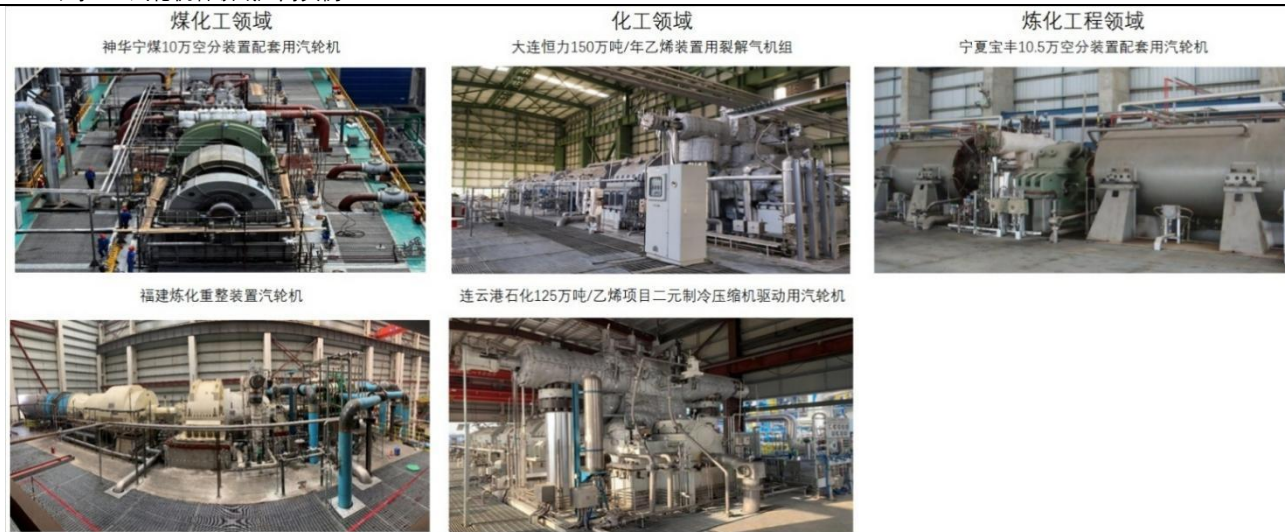 煤化工领域
化工领域
炼化工程领域
神华宁煤10万空分装置配套用汽轮机
大连恒力150万吨/年乙烯装置用裂解气机组
宁夏宝丰10.5万空分装置配套用汽轮机
福建炼化重整装置汽轮机
连云港石化125万吨/乙烯项目二元制冷压缩机驱动用汽轮机